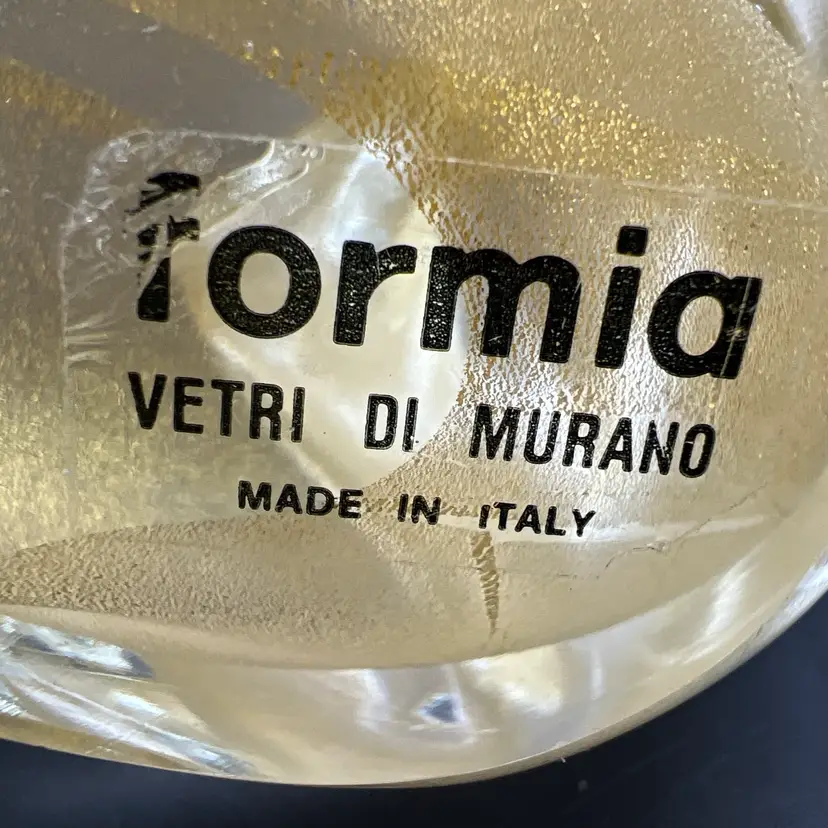 formia
VETRI DI MURANO
MADE IN ITALY